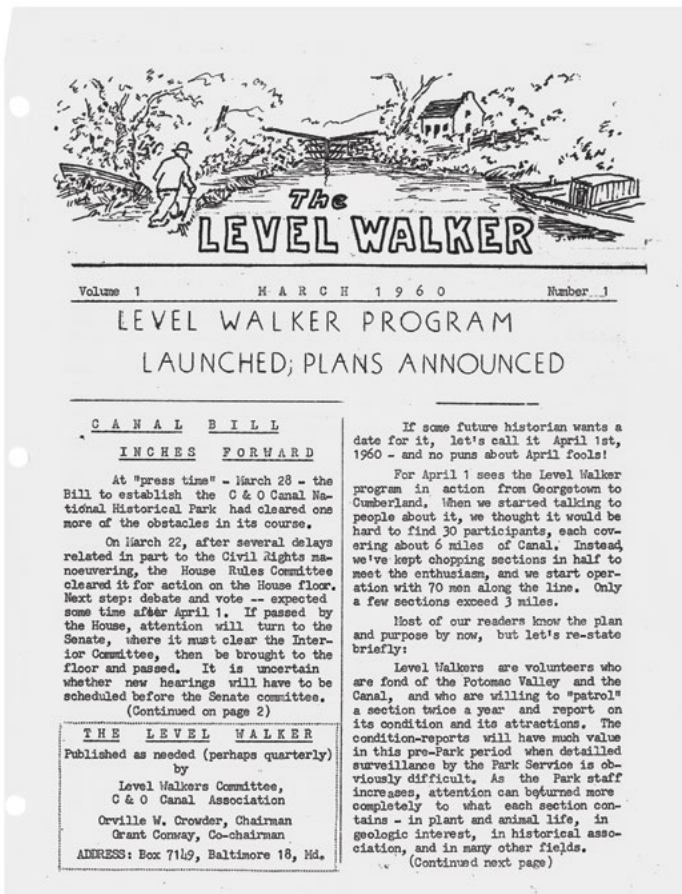 The
LEVEL WALKER
Volume 1 MARCH 1960 Number 1
LEVEL WALKER PROGRAM
LAUNCHED; PLANS ANNOUNCED
CANAL BILL
INCHES FORWARD
At "press time" - March 28 - the
Bill to establish the C & O Canal Na-
tional Historical Park had cleared one
more of the obstacles in its course.
On March 22, after several delays
related in part to the Civil Rights ma-
noeuvering, the House Rules Committee
cleared it for action on the House floor.
Next step: debate and vote -- expected
some time after April 1. If passed by
the House, attention will turn to the
Senate, where it must clear the Inter-
ior Committee, then be brought to the
floor and passed. It is uncertain
whether new hearings will have to be
scheduled before the Senate committee.
(Continued on page 2)
THE LEVEL WALKER
Published as needed (perhaps quarterly)
by
Level Walkers Committee,
C & O Canal Association
Orville W. Crowder, Chairman
Grant Conway, Co-chairman
ADDRESS: Box 7149, Baltimore 18, Md.
If some future historian wants a
date for it, let's call it April 1st,
1960 - and no puns about April fools!
For April 1 sees the Level Walker
program in action from Georgetown to
Cumberland. When we started talking to
people about it, we thought it would be
hard to find 30 participants, each cov-
ering about 6 miles of Canal. Instead,
we've kept chopping sections in half to
meet the enthusiasm, and we start oper-
ation with 70 men along the line. Only
a few sections exceed 3 miles.
Most of our readers know the plan
and purpose by now, but let's re-state
briefly:
Level Walkers are volunteers who
are fond of the Potomac Valley and the
Canal, and who are willing to "patrol"
a section twice a year and report on
its condition and its attractions. The
condition-reports will have much value
in this pre-Park period when detailled
surveillance by the Park Service is ob-
viously difficult. As the Park staff
increases, attention can be turned more
completely to what each section con-
tains - in plant and animal life, in
geologic interest, in historical asso-
ciation, and in many other fields.
(Continued next page)